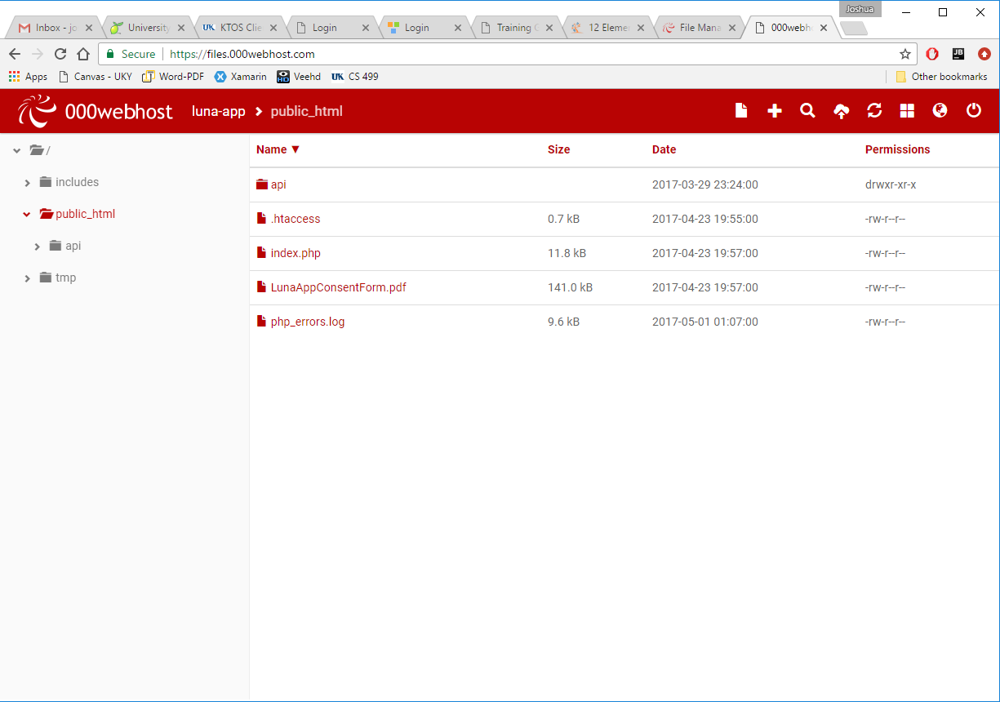 Joshua
Inbox - jo University KTOS Clie Login Login Training C 12 Elemen File Mana 000webh
Secure https://files.000webhost.com
Apps Canvas - UKY Word-PDF Xamarin HD Veehd UK CS 499 Other bookmarks
000webhost luna-app public_html
/
includes
public_html
api
tmp
Name Size Date Permissions
api 2017-03-29 23:24:00 drwxr-xr-x
.htaccess 0.7 kB 2017-04-23 19:55:00 -rw-r--r--
index.php 11.8 kB 2017-04-23 19:57:00 -rw-r--r--
LunaAppConsentForm.pdf 141.0 kB 2017-04-23 19:57:00 -rw-r--r--
php_errors.log 9.6 kB 2017-05-01 01:07:00 -rw-r--r--